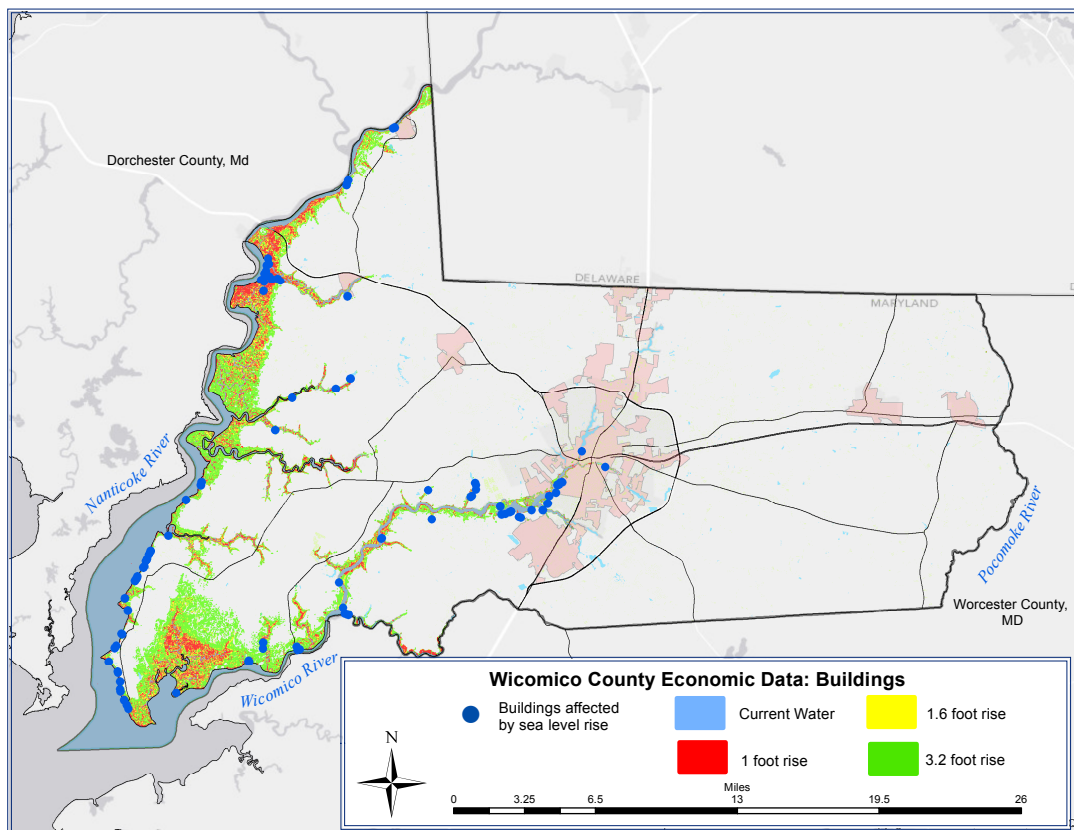 Dorchester County, Md
DELAWARE
MARYLAND
Nanticoke River
Pocomoke River
Worcester County,
MD
Wicomico River
Wicomico County Economic Data: Buildings
Buildings affected
by sea level rise
Current Water
1.6 foot rise
1 foot rise
3.2 foot rise
N
Miles
0 3.25 6.5 13 19.5 26